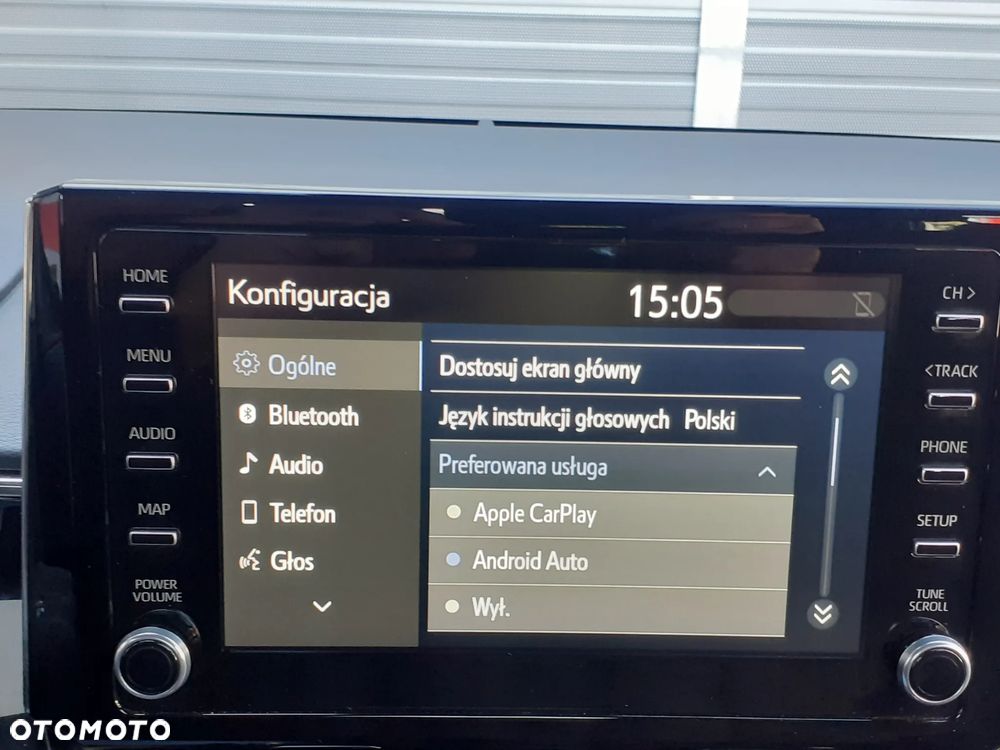 HOME
MENU
AUDIO
MAP
POWER
VOLUME
Konfiguracja
15:05
Ogólne
Bluetooth
Audio
Telefon
Głos
Dostosuj ekran główny
Język instrukcji głosowych Polski
Preferowana usługa
Apple CarPlay
Android Auto
Wył.
CH >
< TRACK
PHONE
SETUP
TUNE
SCROLL
OTOMOTO